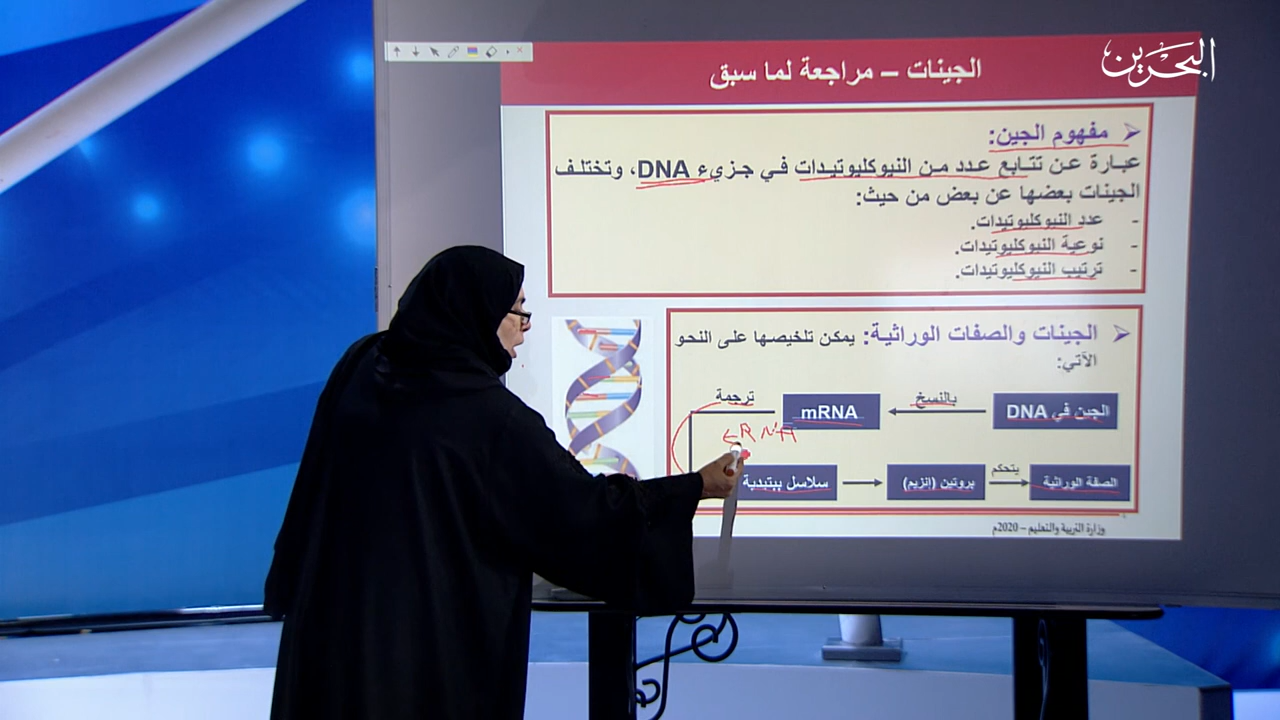 البحرين
الجينات – مراجعة لما سبق
مفهوم الجين:
عبارة عن تتابع عدد من النيوكليوتيدات في جزيء DNA، وتختلف
الجينات بعضها عن بعض من حيث:
- عدد النيوكليوتيدات.
- نوعية النيوكليوتيدات.
- ترتيب النيوكليوتيدات.
الجينات والصفات الوراثية: يمكن تلخيصها على النحو
الآتي:
الجين في DNA بالنسخ mRNA ترجمة
RNA
سلاسل ببتيدية بروتين (انزيم) يتحكم الصفة الوراثية
وزارة التربية والتعليم – 2020م